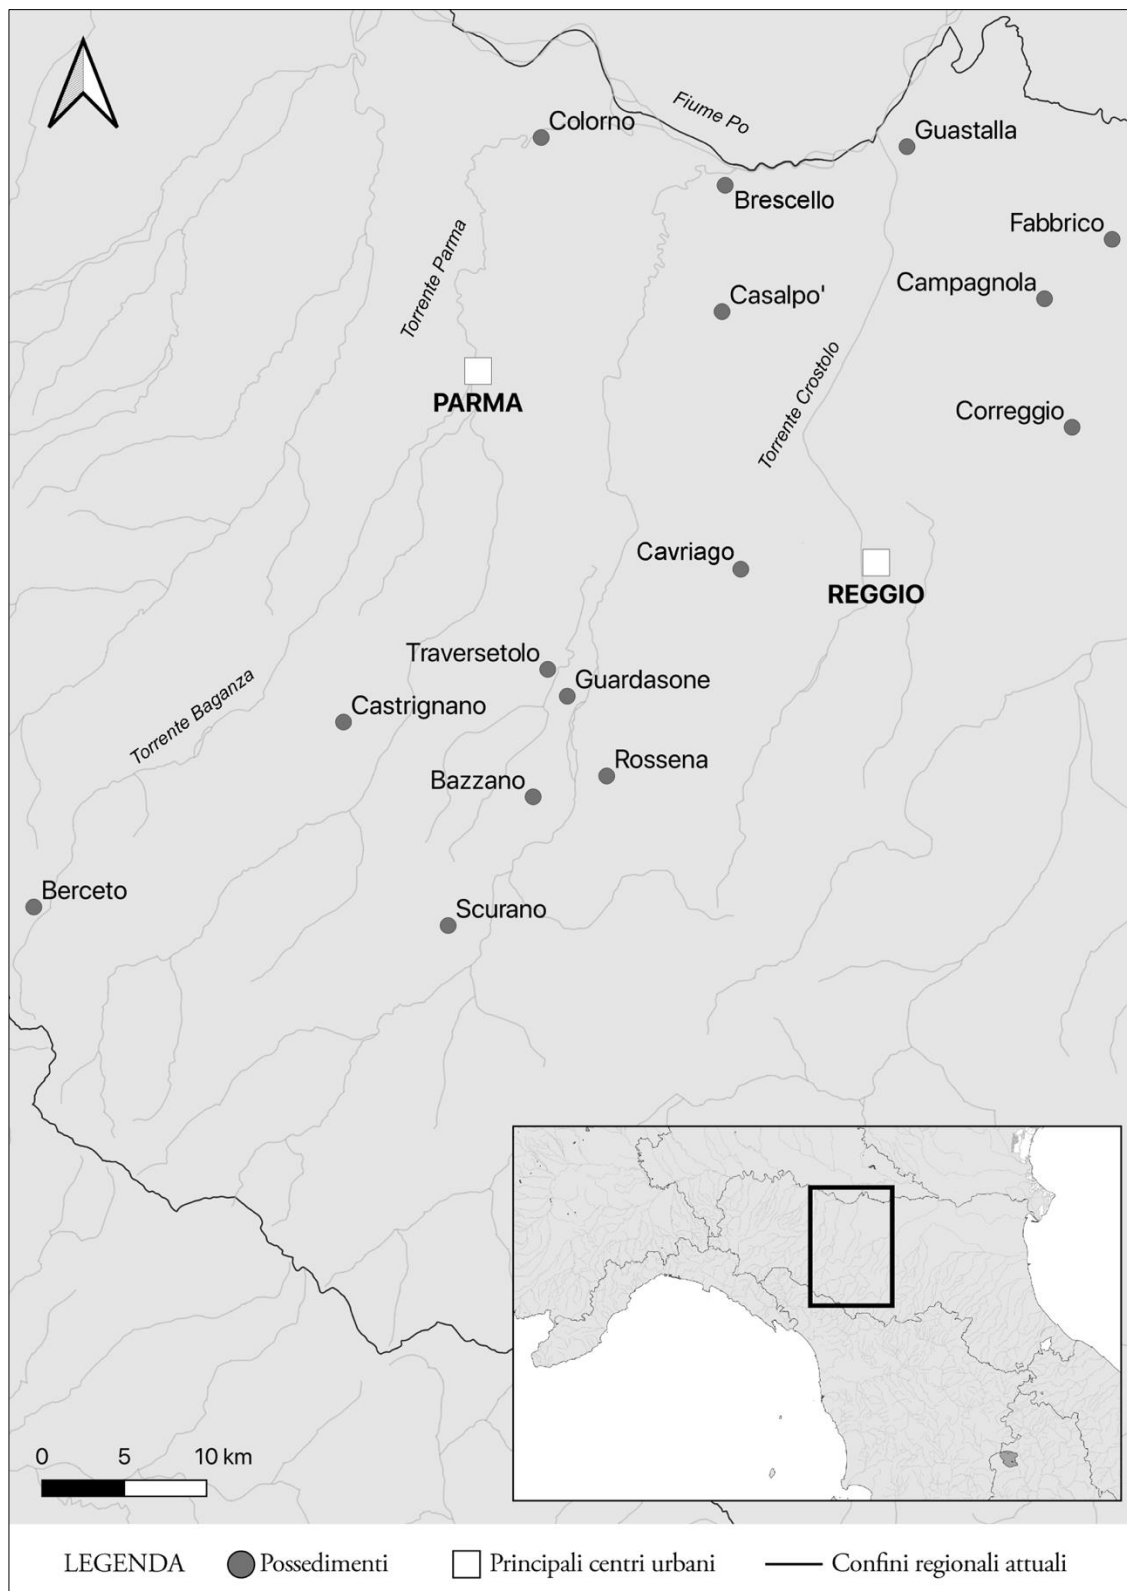 Fiume Po
Colorno
Guastalla
Brescello
Fabbrico
Torrente Parma
Campagnola
Casalpo'
Torrente Crostolo
PARMA
Correggio
Cavriago
REGGIO
Traversetolo
Guardasone
Torrente Baganza
Castrignano
Rossena
Bazzano
Berceto
Scurano
0 5 10 km
LEGENDA Possedimenti Principali centri urbani Confini regionali attuali